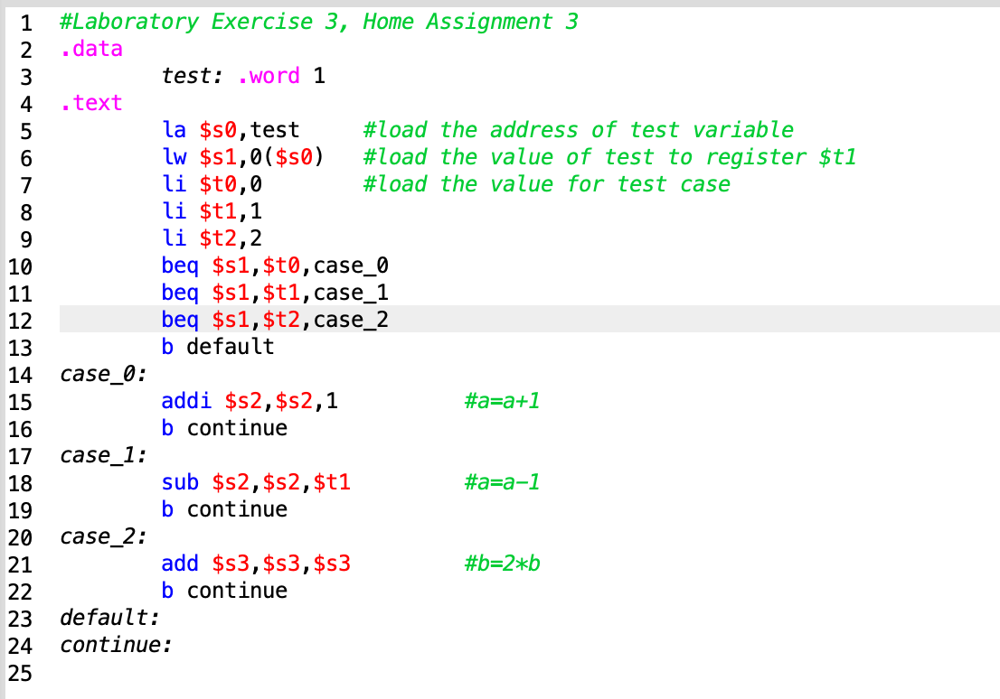 1 #Laboratory Exercise 3, Home Assignment 3
2 .data
3 test: .word 1
4 .text
5 la $s0,test #load the address of test variable
6 lw $s1,0($s0) #load the value of test to register $t1
7 li $t0,0 #load the value for test case
8 li $t1,1
9 li $t2,2
10 beq $s1,$t0,case_0
11 beq $s1,$t1,case_1
12 beq $s1,$t2,case_2
13 b default
14 case_0:
15 addi $s2,$s2,1 #a=a+1
16 b continue
17 case_1:
18 sub $s2,$s2,$t1 #a=a-1
19 b continue
20 case_2:
21 add $s3,$s3,$s3 #b=2*b
22 b continue
23 default:
24 continue:
25